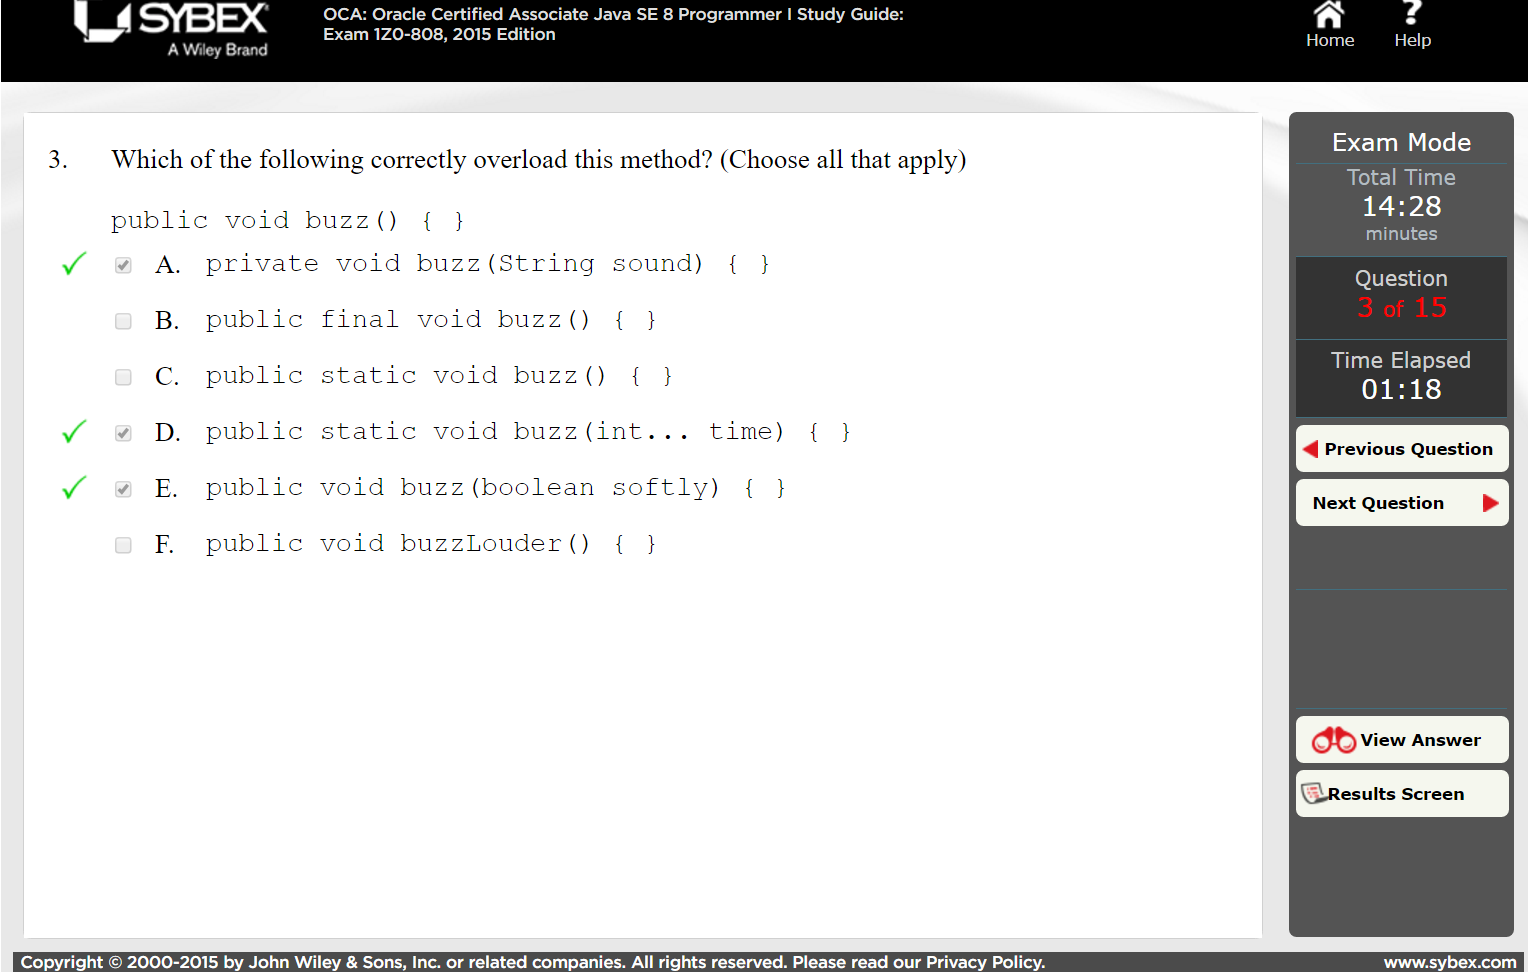 SYBEX
A Wiley Brand
OCA: Oracle Certified Associate Java SE 8 Programmer I Study Guide:
Exam 1Z0-808, 2015 Edition
?
Home
Help
3. Which of the following correctly overload this method? (Choose all that apply)
public void buzz() { }
A. private void buzz(String sound) { }
B. public final void buzz() { }
C. public static void buzz() { }
D. public static void buzz(int... time) { }
E. public void buzz(boolean softly) { }
F. public void buzzLouder() { }
Exam Mode
Total Time
14:28
minutes
Question
3 of 15
Time Elapsed
01:18
Previous Question
Next Question
View Answer
Results Screen
Copyright © 2000-2015 by John Wiley & Sons, Inc. or related companies. All rights reserved. Please read our Privacy Policy.
www.sybex.com